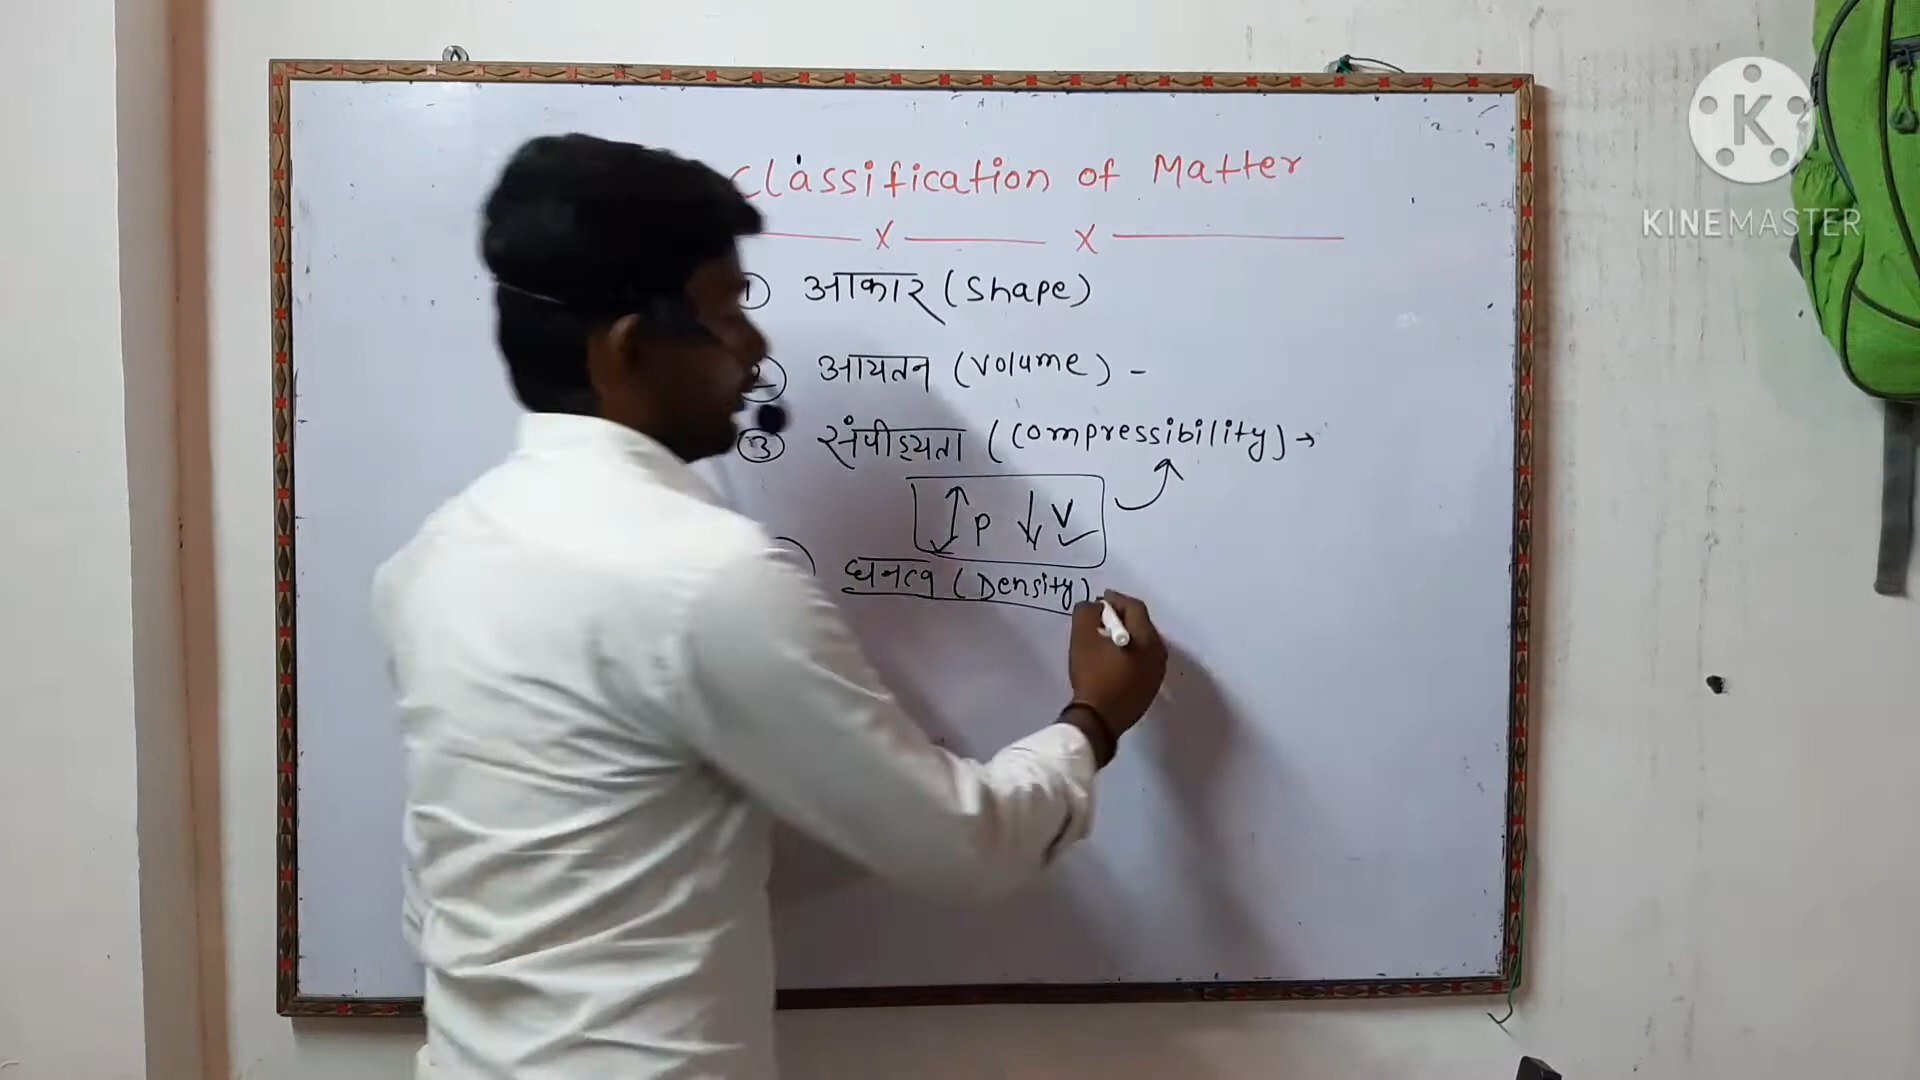 Classification of Matter
x x
① आकार (Shape)
② आयतन (Volume) -
③ संपीड्यता (Compressibility) →
↕ P ↓ V
घनत्व (Density) -
K
KINEMASTER